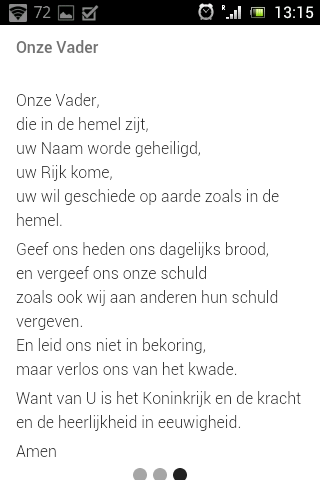 72 13:15
Onze Vader
Onze Vader,
die in de hemel zijt,
uw Naam worde geheiligd,
uw Rijk kome,
uw wil geschiede op aarde zoals in de
hemel.
Geef ons heden ons dagelijks brood,
en vergeef ons onze schuld
zoals ook wij aan anderen hun schuld
vergeven.
En leid ons niet in bekoring,
maar verlos ons van het kwade.
Want van U is het Koninkrijk en de kracht
en de heerlijkheid in eeuwigheid.
Amen